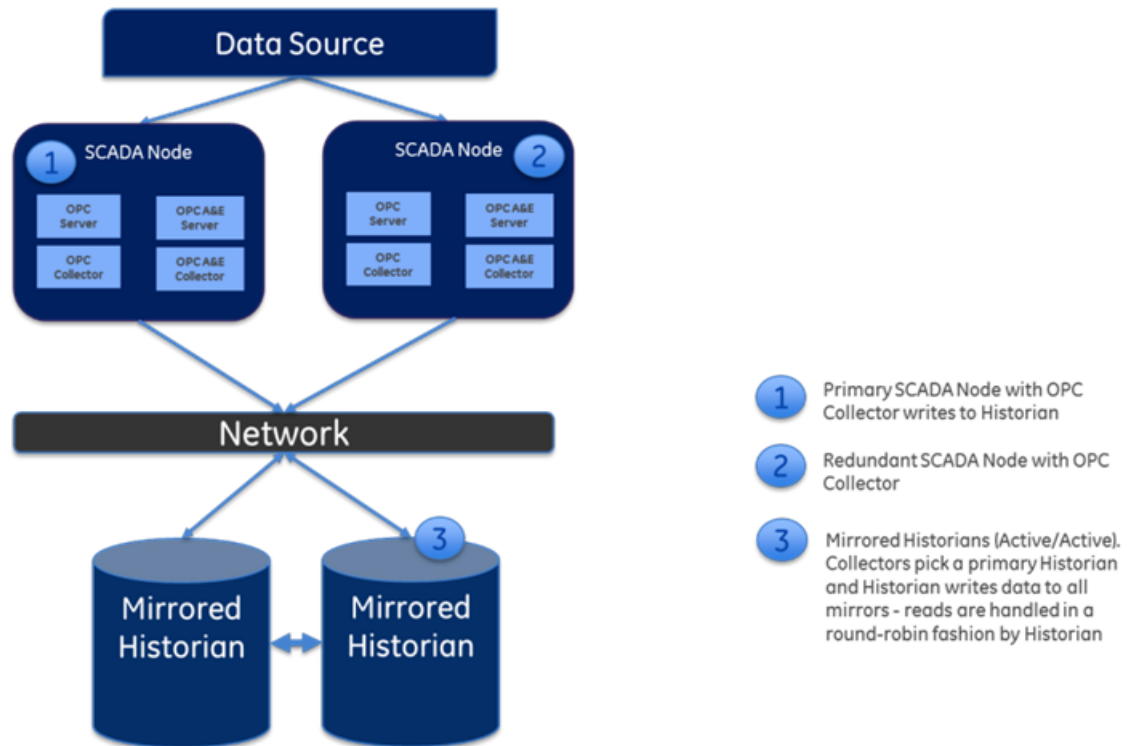 Data Source
1
SCADA Node
OPC
Server
OPC A&E
Server
OPC
Collector
OPC A&E
Collector
SCADA Node
2
OPC
Server
OPC A&E
Server
OPC
Collector
OPC A&E
Collector
Network
Mirrored
Historian
3
Mirrored
Historian
1
Primary SCADA Node with OPC
Collector writes to Historian
2
Redundant SCADA Node with OPC
Collector
3
Mirrored Historians (Active/Active).
Collectors pick a primary Historian
and Historian writes data to all
mirrors - reads are handled in a
round-robin fashion by Historian